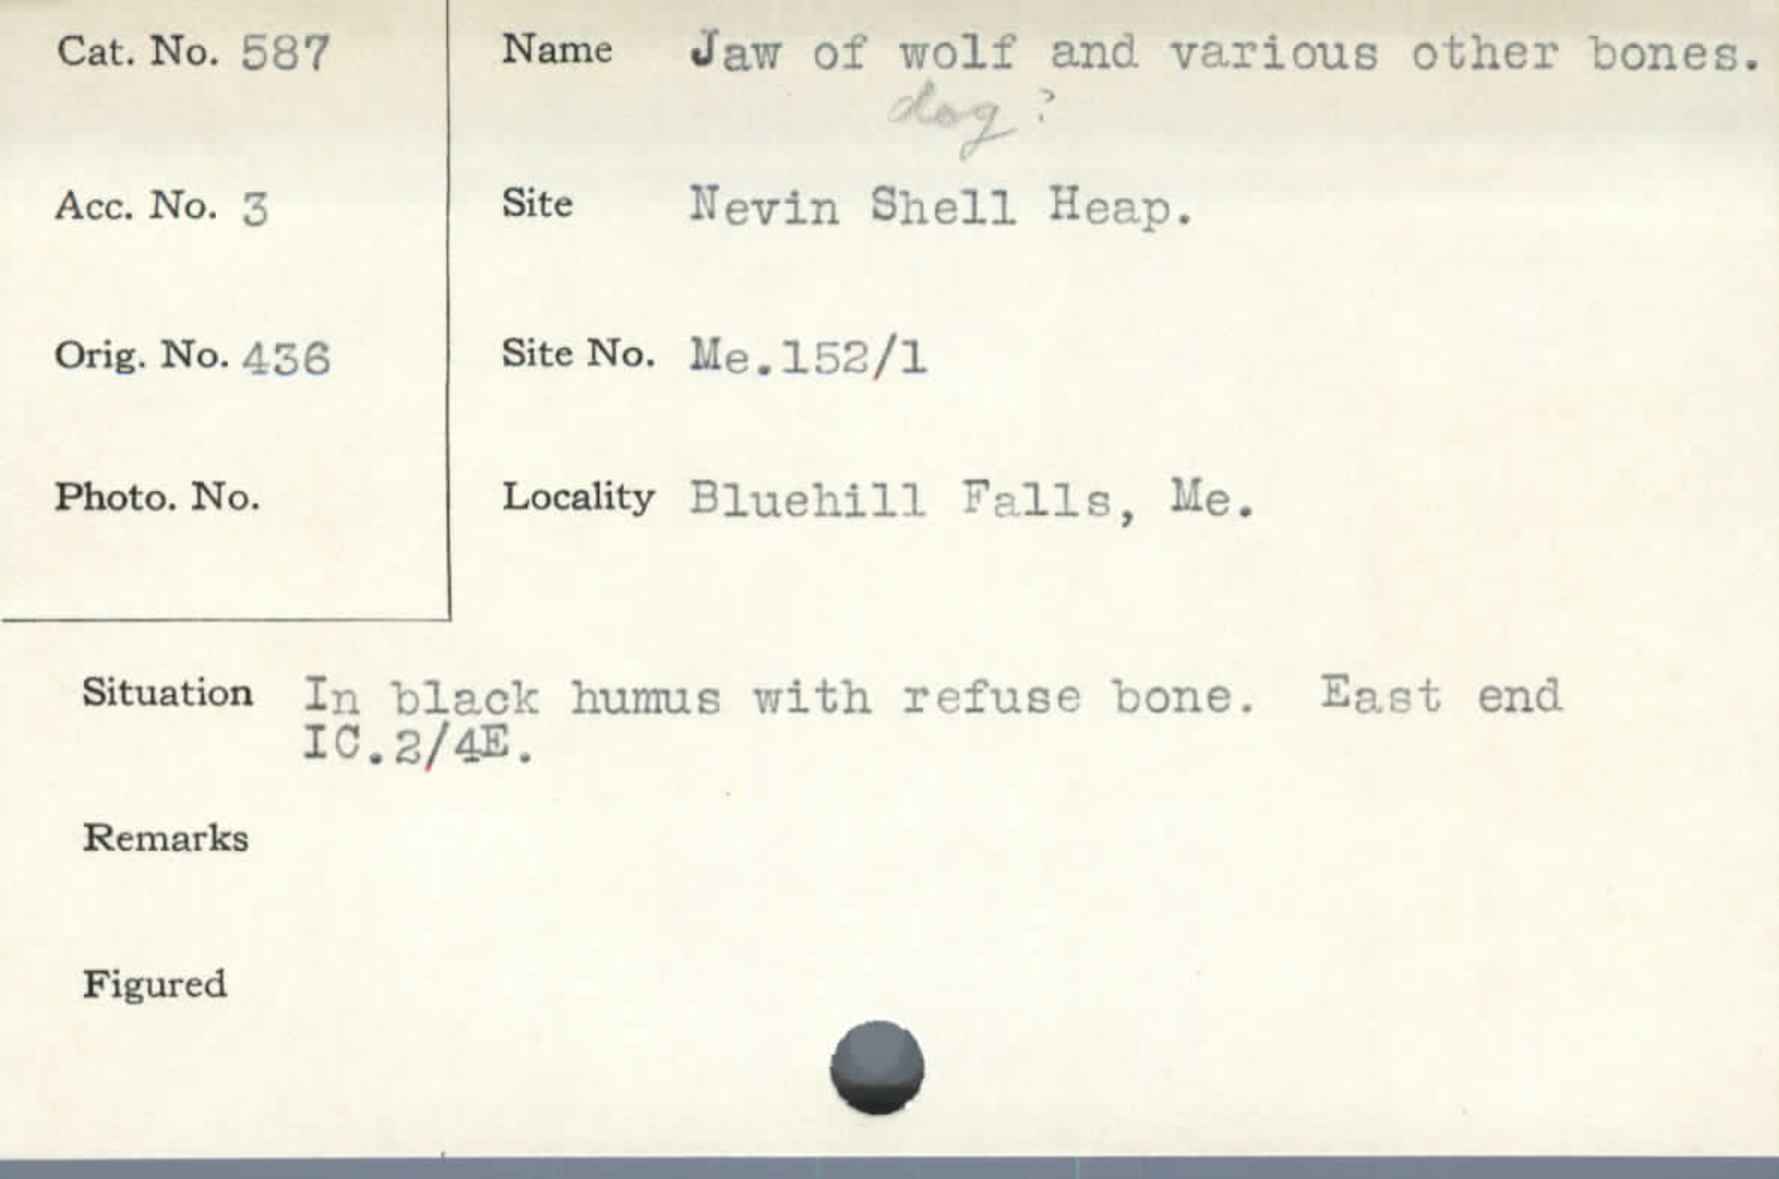 Cat. No. 587
Name Jaw of wolf and various other bones.
dog ?
Acc. No. 3
Site Nevin Shell Heap.
Orig. No. 436
Site No. Me.152/1
Photo. No.
Locality Bluehill Falls, Me.
Situation In black humus with refuse bone. East end
IC.2/4E.
Remarks
Figured